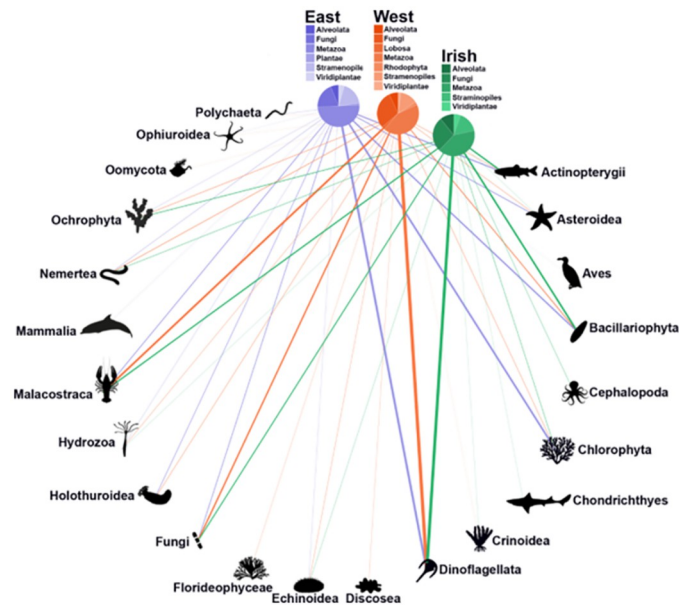 East
Alveolata
Fungi
Metazoa
Plantae
Stramenopile
Viridiplantae
West
Alveolata
Fungi
Lobosa
Metazoa
Rhodophyta
Stramenopiles
Viridiplantae
Irish
Alveolata
Fungi
Metazoa
Straminopiles
Viridiplantae
Polychaeta
Ophiuroidea
Oomycota
Ochrophyta
Nemertea
Mammalia
Malacostraca
Hydrozoa
Holothuroidea
Fungi
Florideophyceae
Echinoidea
Discosea
Dinoflagellata
Crinoidea
Chondrichthyes
Chlorophyta
Cephalopoda
Bacillariophyta
Aves
Asteroidea
Actinopterygii